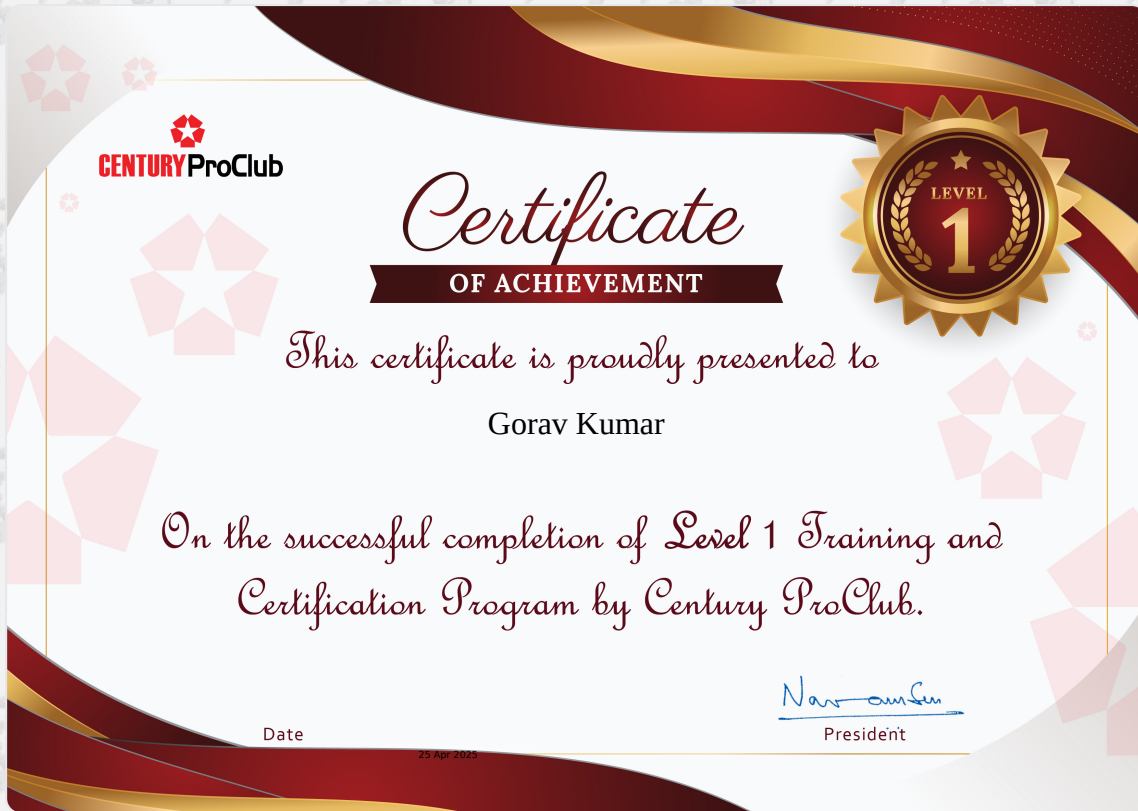 CENTURY ProClub
LEVEL
1
Certificate
OF ACHIEVEMENT
This certificate is proudly presented to
Gorav Kumar
On the successful completion of Level 1 Training and
Certification Program by Century ProClub.
Date
President
25 Apr 2025